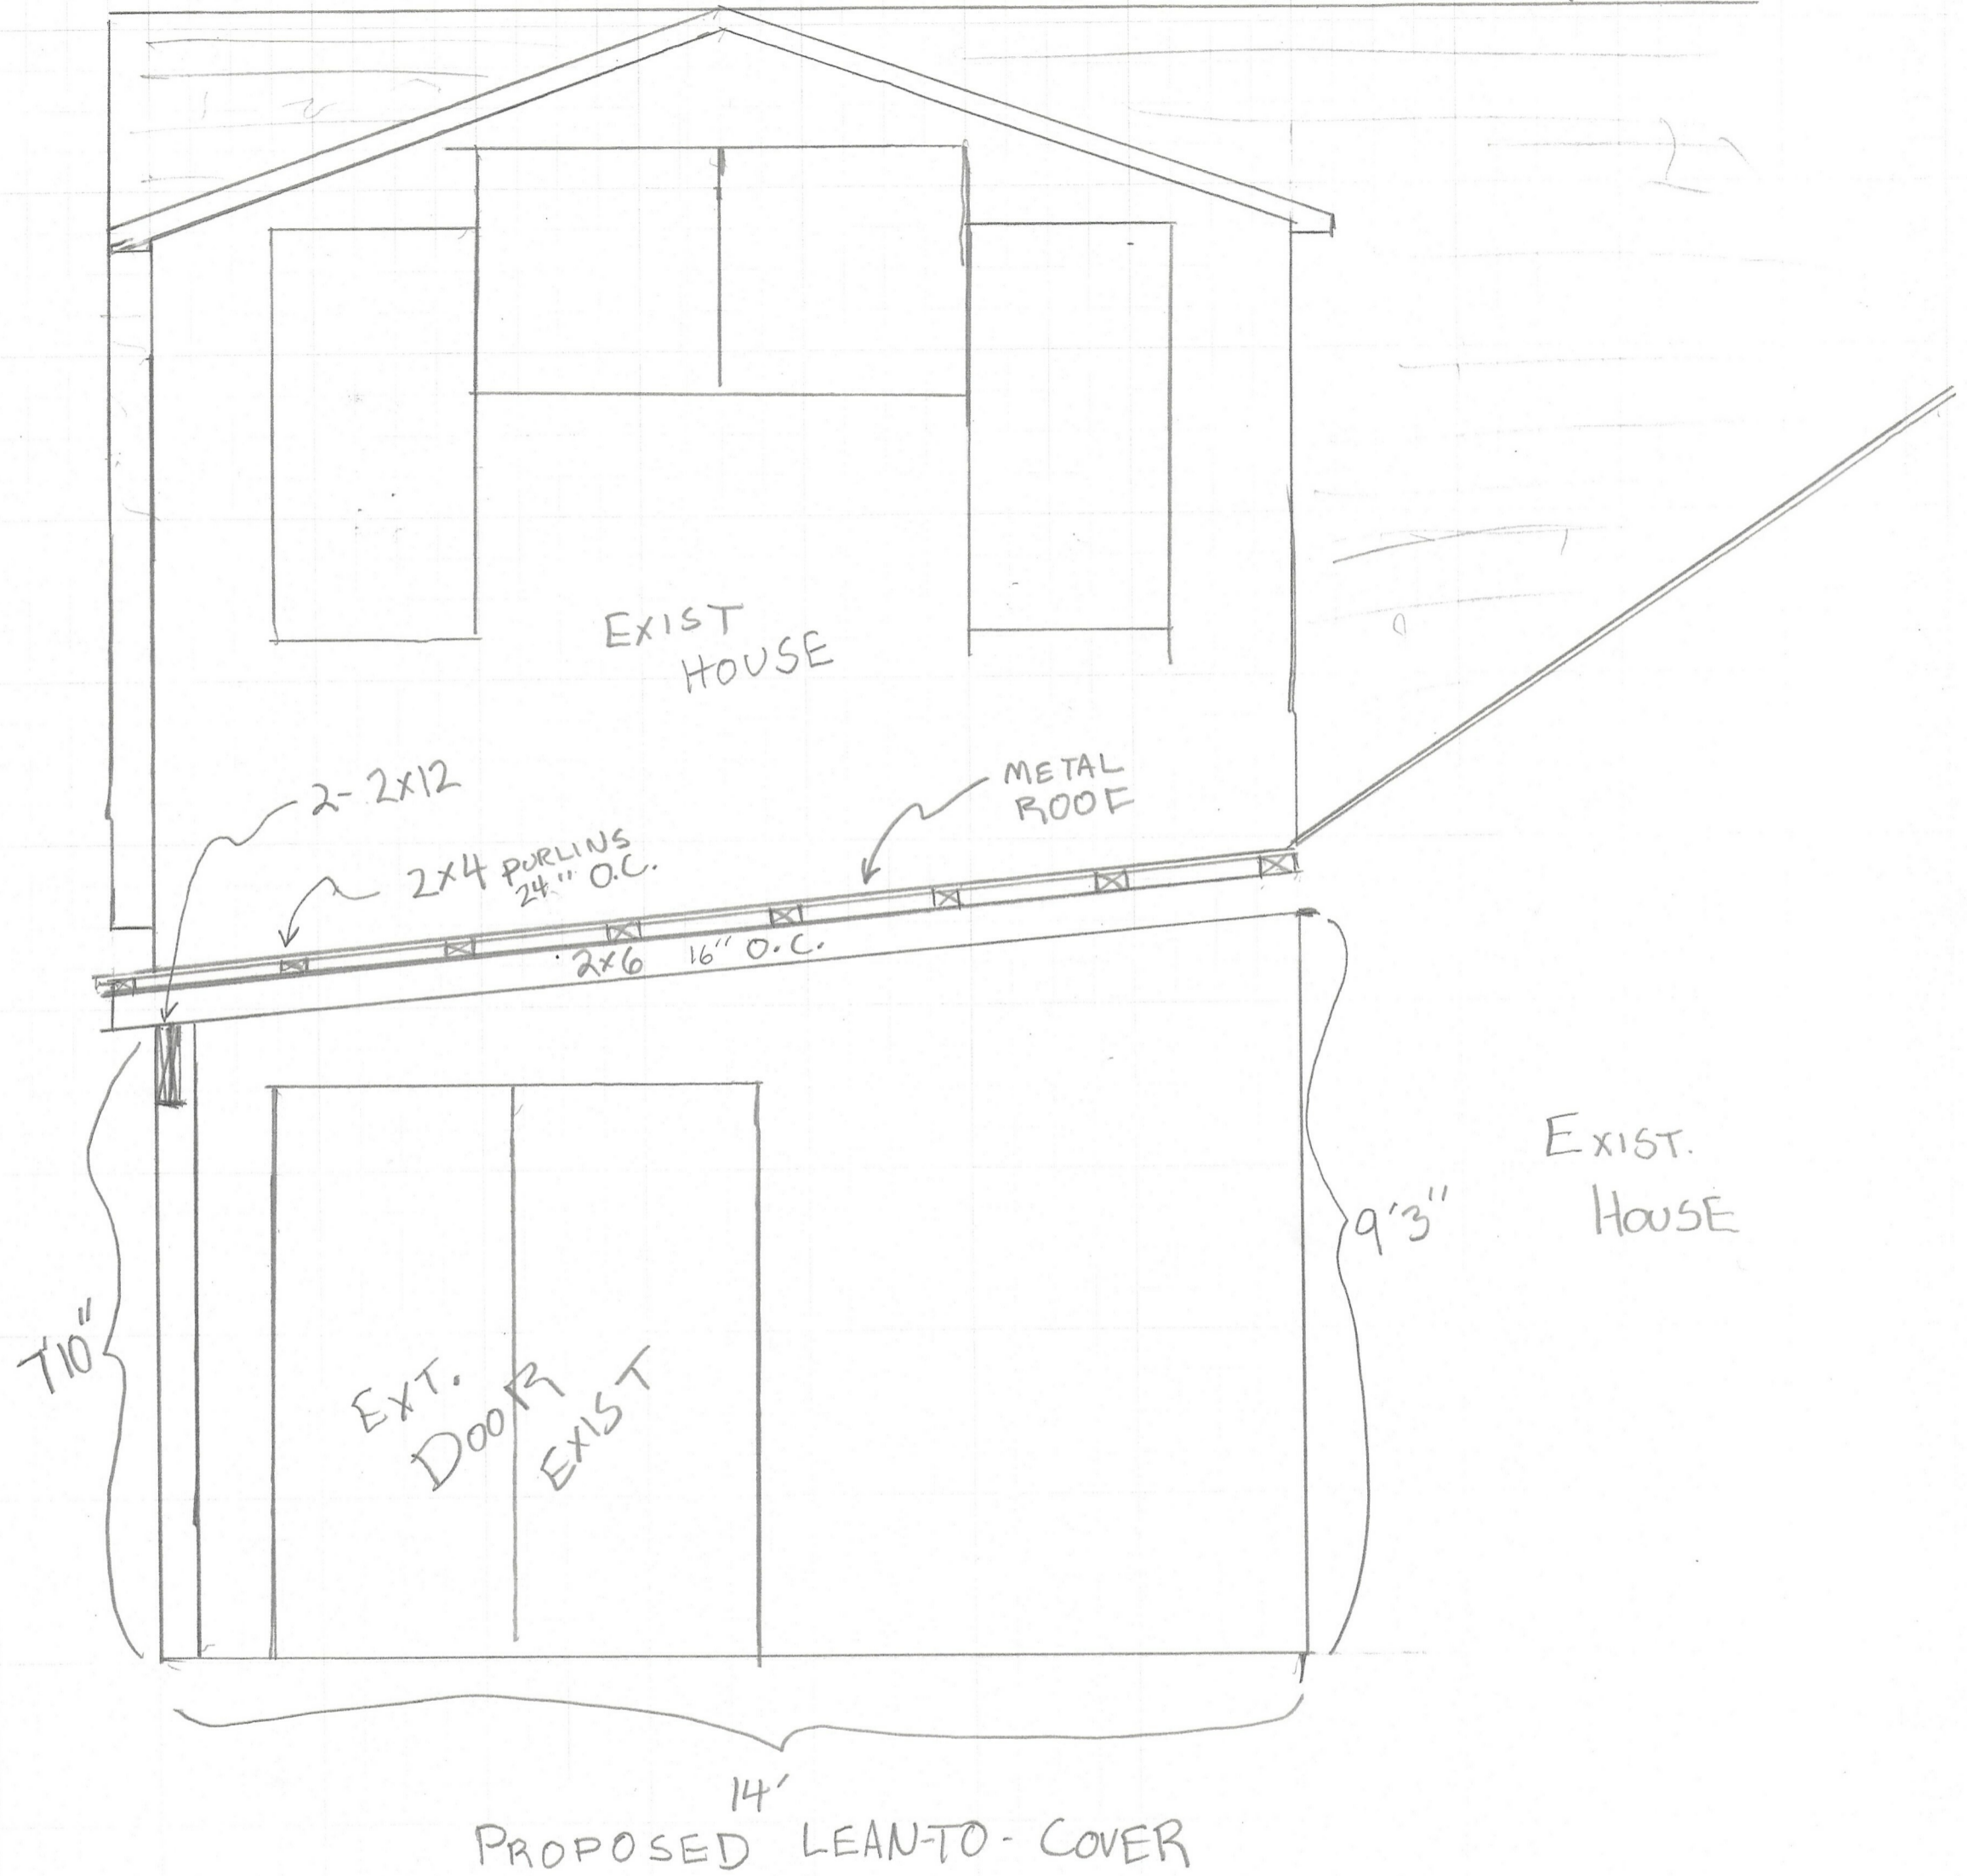 EXIST
HOUSE
2- 2x12
METAL
ROOF
2x4 PURLINS
24" O.C.
2x6 16" O.C.
EXIST.
HOUSE
9'3"
7'10"
EXT.
DOOR
EXIST
14'
PROPOSED LEAN-TO- COVER